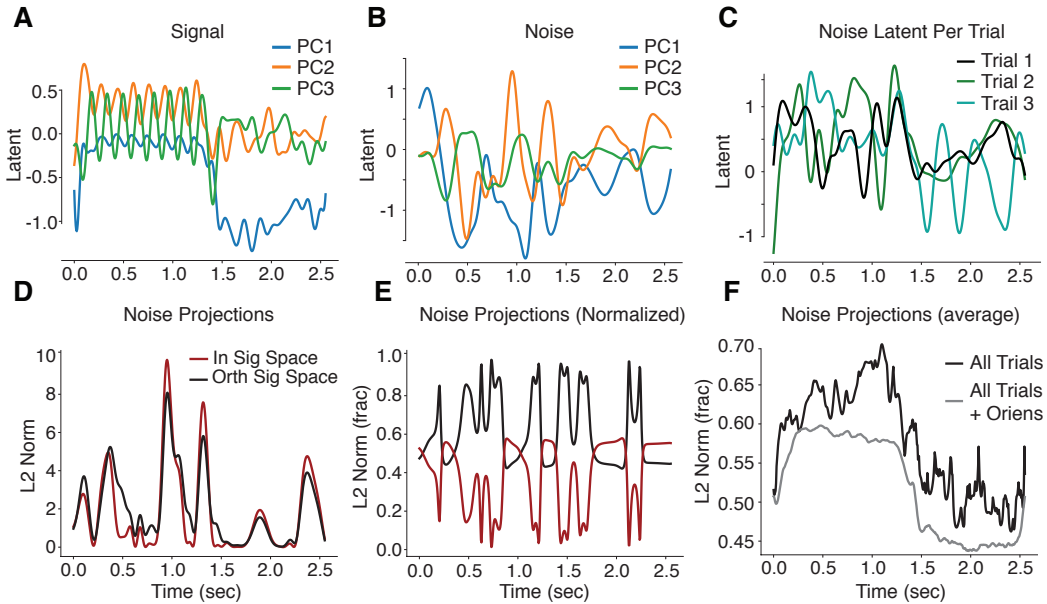 A
Signal
PC1
PC2
PC3
Latent
0.5
0.0
-0.5
-1.0
0.0 0.5 1.0 1.5 2.0 2.5
B
Noise
PC1
PC2
PC3
Latent
1
0
-1
0.0 0.5 1.0 1.5 2.0 2.5
C
Noise Latent Per Trial
Trial 1
Trial 2
Trail 3
Latent
1
0
-1
0.0 0.5 1.0 1.5 2.0 2.5
D
Noise Projections
In Sig Space
Orth Sig Space
L2 Norm
10
8
6
4
2
0
0.0 0.5 1.0 1.5 2.0 2.5
Time (sec)
E
Noise Projections (Normalized)
L2 Norm (frac)
1.0
0.8
0.6
0.4
0.2
0.0
0.0 0.5 1.0 1.5 2.0 2.5
Time (sec)
F
Noise Projections (average)
All Trials
All Trials
+ Oriens
L2 Norm (frac)
0.70
0.65
0.60
0.55
0.50
0.45
0.0 0.5 1.0 1.5 2.0 2.5
Time (sec)